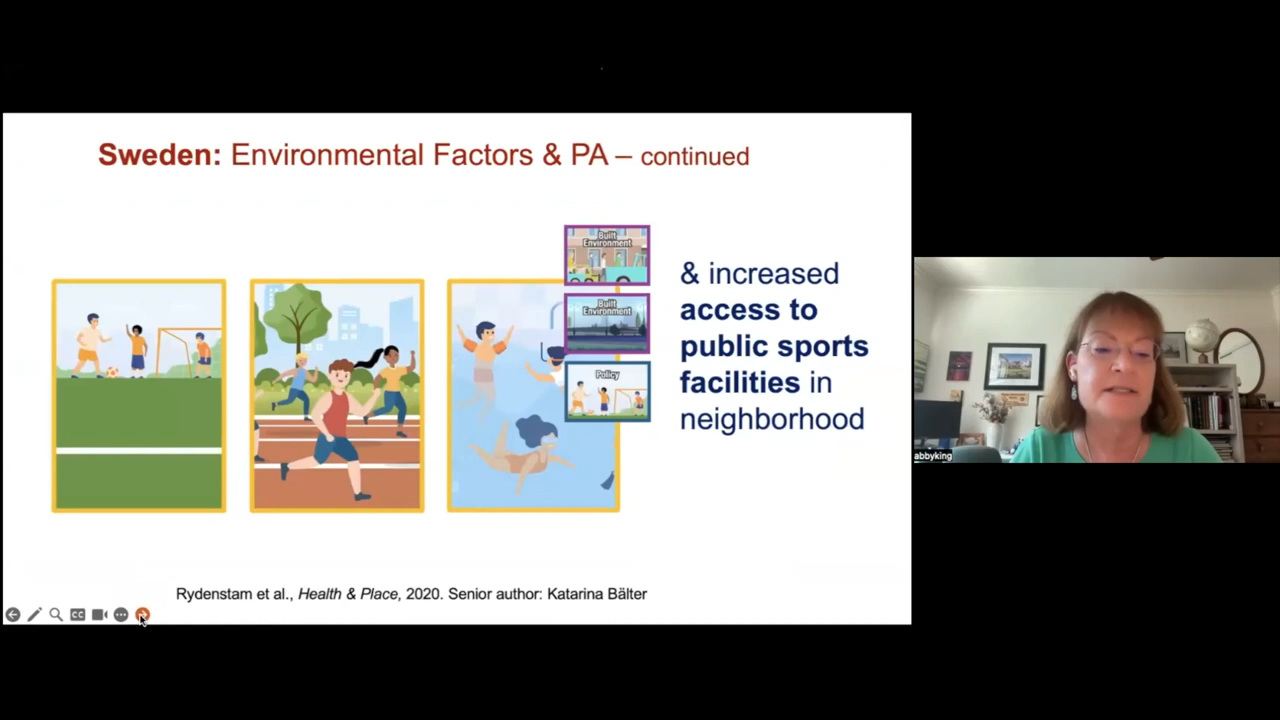 Sweden: Environmental Factors & PA – continued
Built
Environment
Built
Environment
Policy
& increased
access to
public sports
facilities in
neighborhood
abbyking
Rydenstam et al., Health & Place, 2020. Senior author: Katarina Bälter
CC